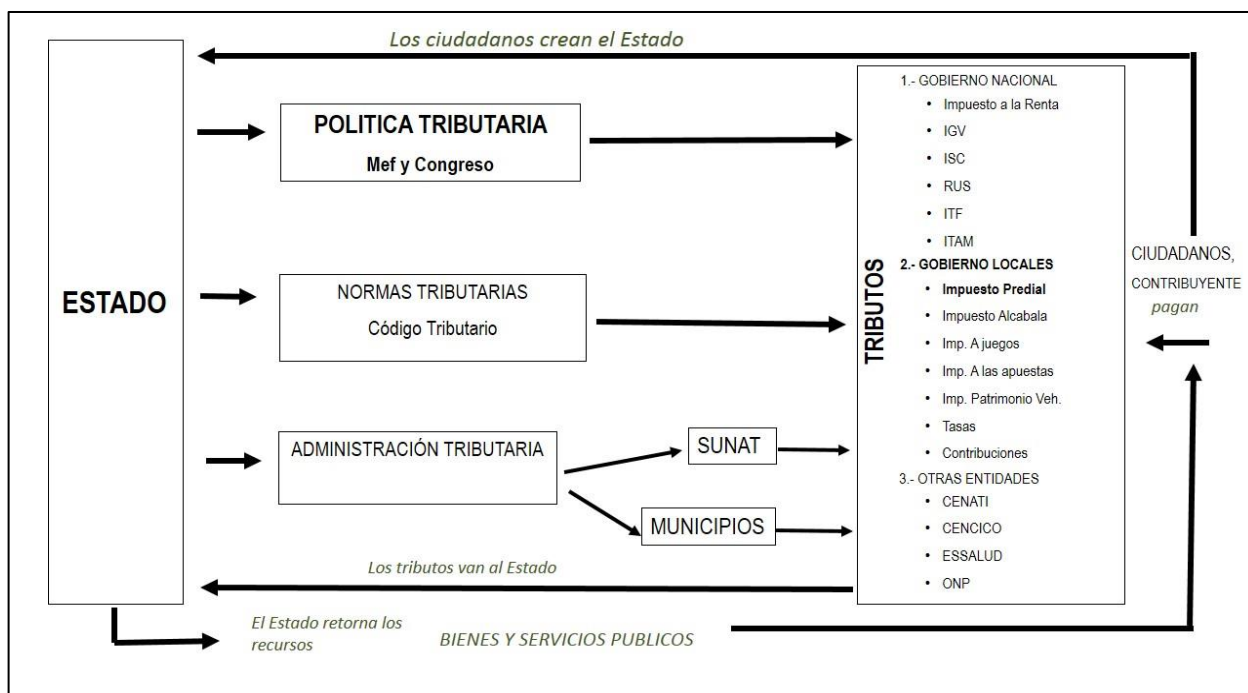 Los ciudadanos crean el Estado
ESTADO
POLITICA TRIBUTARIA
Mef y Congreso
NORMAS TRIBUTARIAS
Código Tributario
ADMINISTRACIÓN TRIBUTARIA
SUNAT
MUNICIPIOS
TRIBUTOS
1.- GOBIERNO NACIONAL
• Impuesto a la Renta
• IGV
• ISC
• RUS
• ITF
• ITAM
2.- GOBIERNO LOCALES
• Impuesto Predial
• Impuesto Alcabala
• Imp. A juegos
• Imp. A las apuestas
• Imp. Patrimonio Veh.
• Tasas
• Contribuciones
3.- OTRAS ENTIDADES
• CENATI
• CENCICO
• ESSALUD
• ONP
CIUDADANOS,
CONTRIBUYENTE
pagan
Los tributos van al Estado
El Estado retorna los
recursos
BIENES Y SERVICIOS PUBLICOS